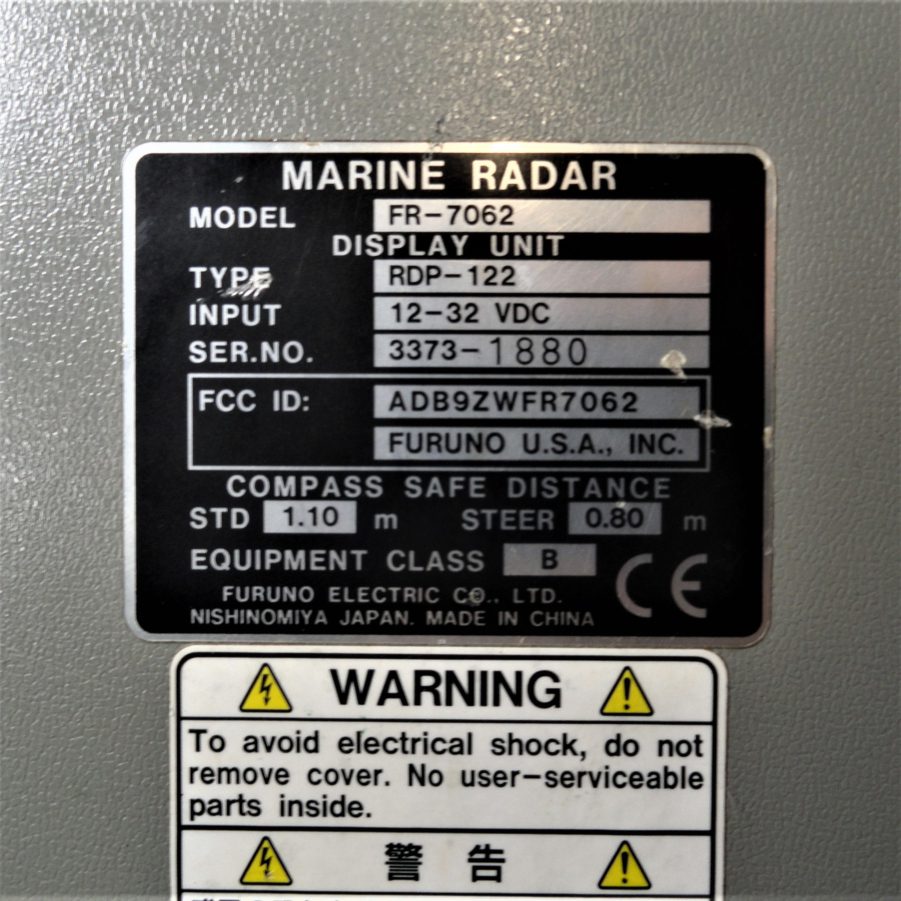 MARINE RADAR
MODEL FR-7062
DISPLAY UNIT
TYPE RDP-122
INPUT 12-32 VDC
SER.NO. 3373-1880
FCC ID: ADB9ZWFR7062
FURUNO U.S.A., INC.
COMPASS SAFE DISTANCE
STD 1.10 m STEER 0.80 m
EQUIPMENT CLASS B CE
FURUNO ELECTRIC CO., LTD.
NISHINOMIYA JAPAN. MADE IN CHINA
WARNING
To avoid electrical shock, do not
remove cover. No user-serviceable
parts inside.
警告